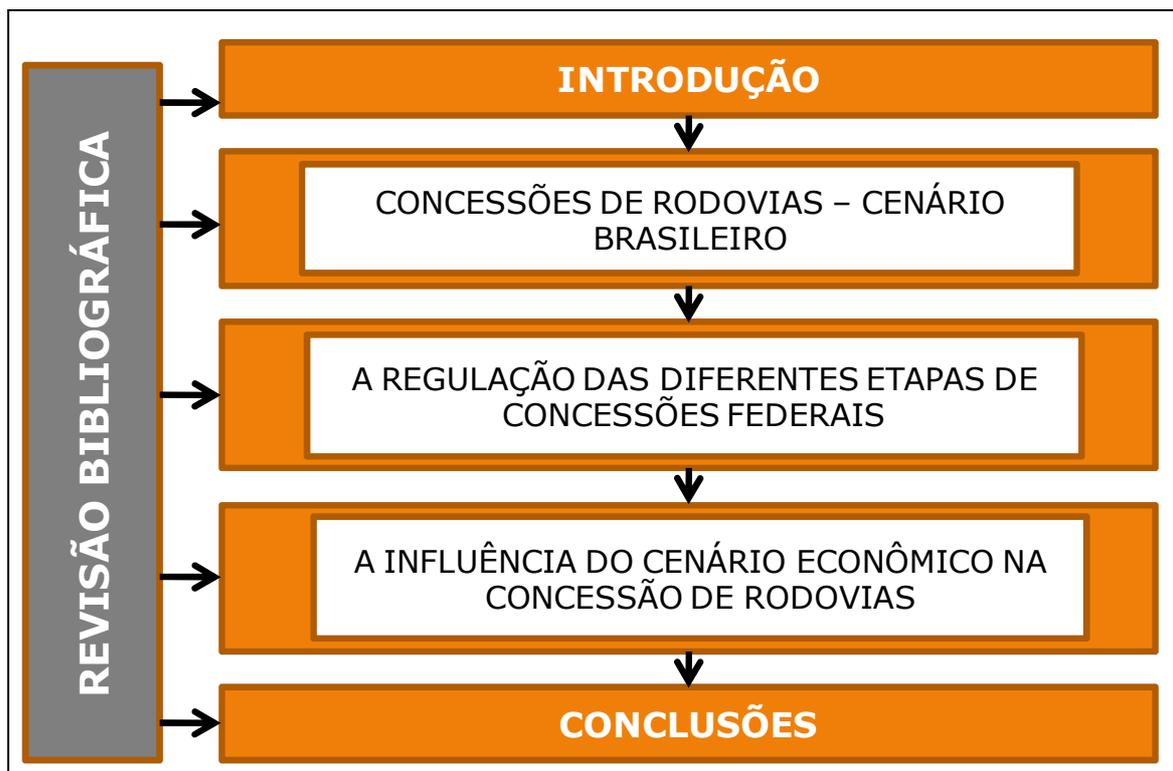 REVISÃO BIBLIOGRÁFICA
INTRODUÇÃO
CONCESSÕES DE RODOVIAS – CENÁRIO
BRASILEIRO
A REGULAÇÃO DAS DIFERENTES ETAPAS DE
CONCESSÕES FEDERAIS
A INFLUÊNCIA DO CENÁRIO ECONÔMICO NA
CONCESSÃO DE RODOVIAS
CONCLUSÕES